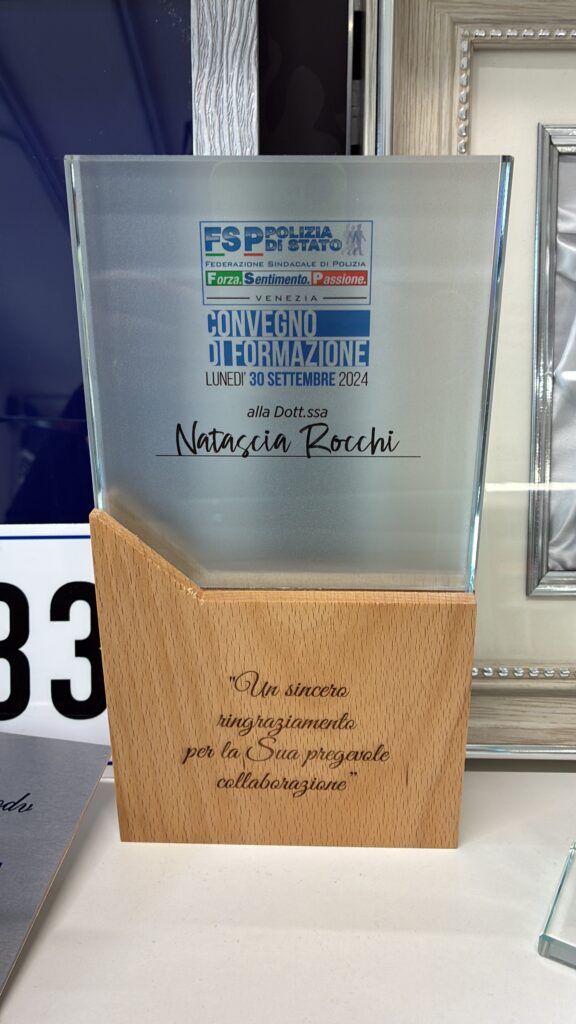 FSP POLIZIA
DI STATO
FEDERAZIONE SINDACALE DI POLIZIA
Forza.Sentimento.Passione.
VENEZIA
CONVEGNO
DI FORMAZIONE
LUNEDI' 30 SETTEMBRE 2024
alla Dott.ssa
Natascia Rocchi
"Un sincero
ringraziamento
per la Sua pregevole
collaborazione"
33
odv